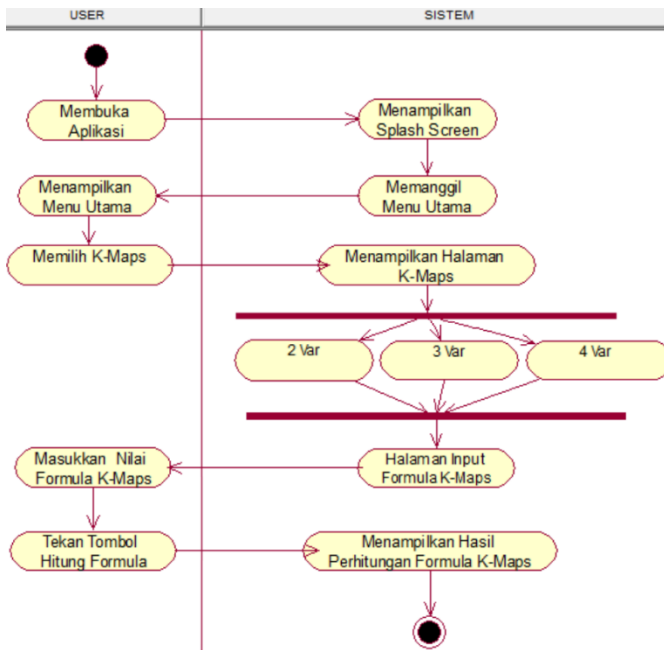 USER
SISTEM
Membuka
Aplikasi
Menampilkan
Splash Screen
Menampilkan
Menu Utama
Memanggil
Menu Utama
Memilih K-Maps
Menampilkan Halaman
K-Maps
2 Var
3 Var
4 Var
Masukkan Nilai
Formula K-Maps
Halaman Input
Formula K-Maps
Tekan Tombol
Hitung Formula
Menampilkan Hasil
Perhitungan Formula K-Maps